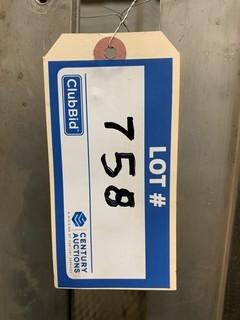 LOT #
758
ClubBid
CENTURY
AUCTIONS